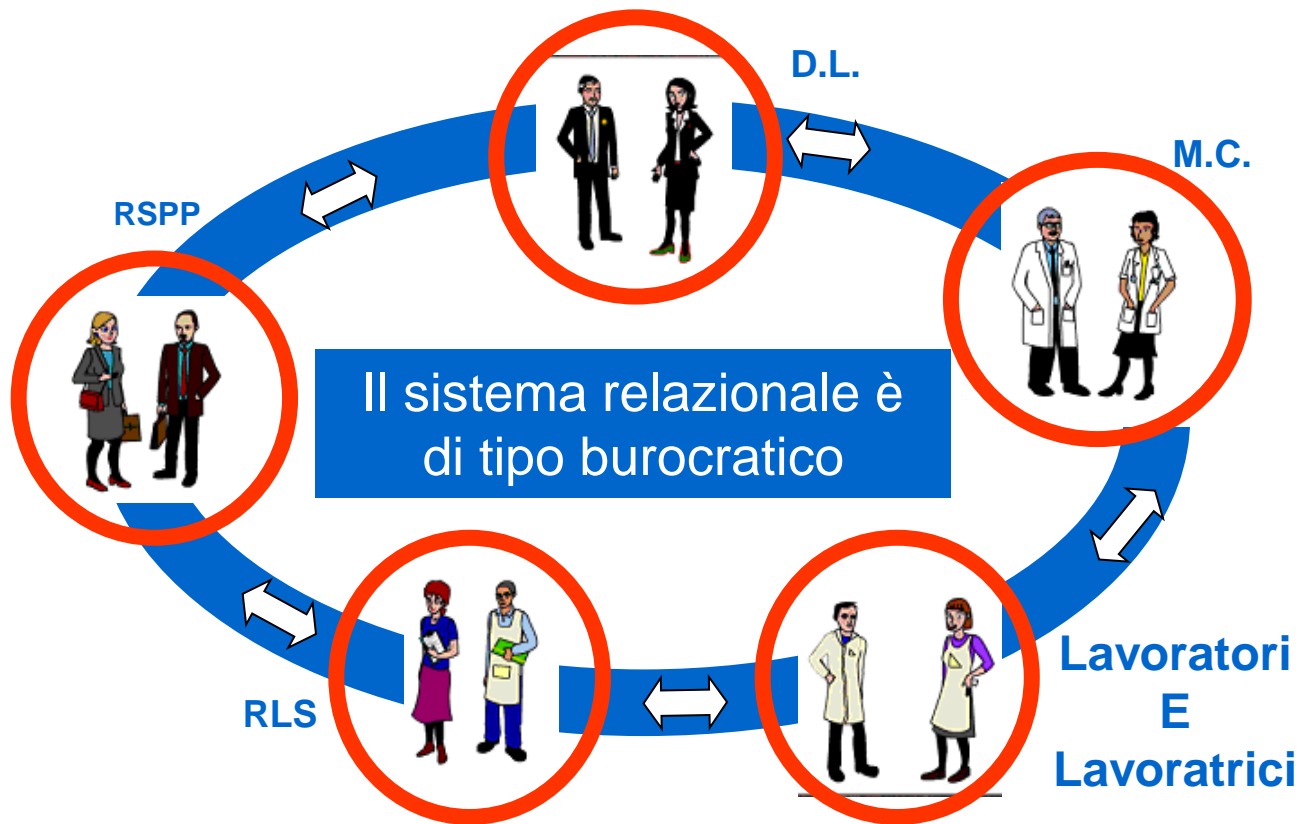 D.L.
M.C.
RSPP
Il sistema relazionale è
di tipo burocratico
RLS
Lavoratori
E
Lavoratrici